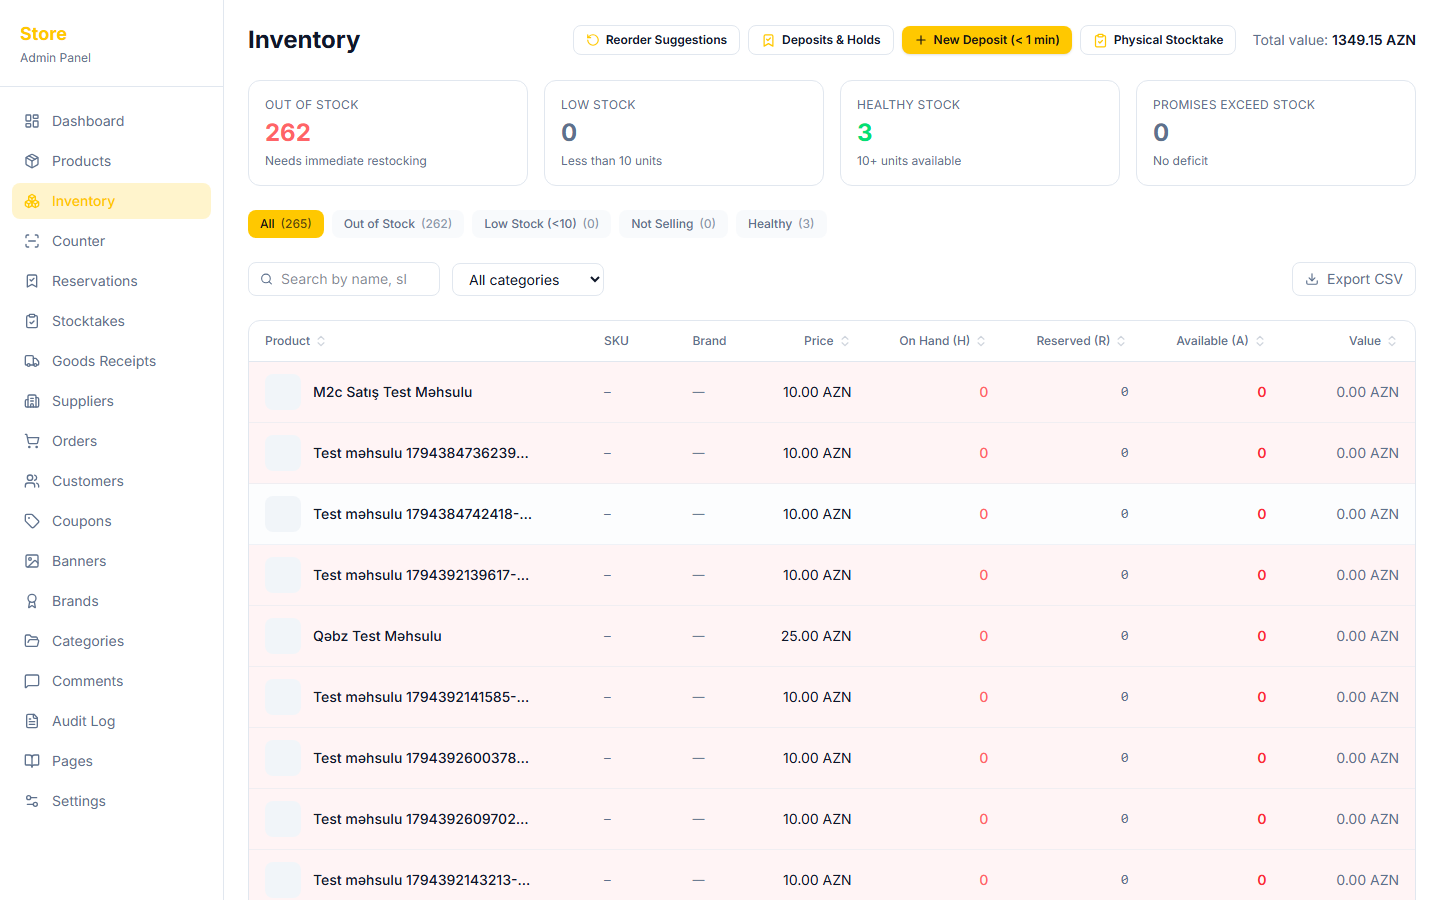 Store
Admin Panel
Dashboard
Products
Inventory
Counter
Reservations
Stocktakes
Goods Receipts
Suppliers
Orders
Customers
Coupons
Banners
Brands
Categories
Comments
Audit Log
Pages
Settings
Inventory
Reorder Suggestions
Deposits & Holds
New Deposit (< 1 min)
Physical Stocktake
Total value: 1349.15 AZN
OUT OF STOCK
262
Needs immediate restocking
LOW STOCK
0
Less than 10 units
HEALTHY STOCK
3
10+ units available
PROMISES EXCEED STOCK
0
No deficit
All (265)
Out of Stock (262)
Low Stock (<10) (0)
Not Selling (0)
Healthy (3)
Search by name, sl
All categories
Export CSV
Product SKU Brand Price On Hand (H) Reserved (R) Available (A) Value
M2c Satış Test Məhsulu – — 10.00 AZN 0 0 0 0.00 AZN
Test məhsulu 1794384736239... – — 10.00 AZN 0 0 0 0.00 AZN
Test məhsulu 1794384742418-... – — 10.00 AZN 0 0 0 0.00 AZN
Test məhsulu 1794392139617-... – — 10.00 AZN 0 0 0 0.00 AZN
Qəbz Test Məhsulu – — 25.00 AZN 0 0 0 0.00 AZN
Test məhsulu 1794392141585-... – — 10.00 AZN 0 0 0 0.00 AZN
Test məhsulu 1794392600378... – — 10.00 AZN 0 0 0 0.00 AZN
Test məhsulu 1794392609702... – — 10.00 AZN 0 0 0 0.00 AZN
Test məhsulu 1794392143213-... – — 10.00 AZN 0 0 0 0.00 AZN